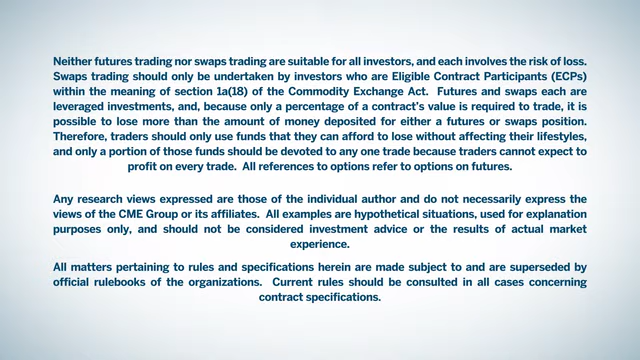 Neither futures trading nor swaps trading are suitable for all investors, and each involves the risk of loss.
Swaps trading should only be undertaken by investors who are Eligible Contract Participants (ECPs)
within the meaning of section 1a(18) of the Commodity Exchange Act. Futures and swaps each are
leveraged investments, and, because only a percentage of a contract's value is required to trade, it is
possible to lose more than the amount of money deposited for either a futures or swaps position.
Therefore, traders should only use funds that they can afford to lose without affecting their lifestyles,
and only a portion of those funds should be devoted to any one trade because traders cannot expect to
profit on every trade. All references to options refer to options on futures.
Any research views expressed are those of the individual author and do not necessarily express the
views of the CME Group or its affiliates. All examples are hypothetical situations, used for explanation
purposes only, and should not be considered investment advice or the results of actual market
experience.
All matters pertaining to rules and specifications herein are made subject to and are superseded by
official rulebooks of the organizations. Current rules should be consulted in all cases concerning
contract specifications.